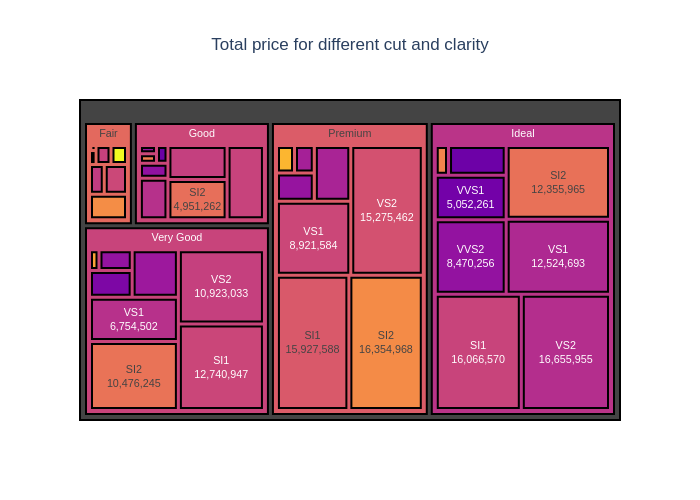 Total price for different cut and clarity
Fair
Good
SI2
4,951,262
Very Good
VS1
6,754,502
SI2
10,476,245
VS2
10,923,033
SI1
12,740,947
Premium
VS1
8,921,584
VS2
15,275,462
SI1
15,927,588
SI2
16,354,968
Ideal
VVS1
5,052,261
SI2
12,355,965
VVS2
8,470,256
VS1
12,524,693
SI1
16,066,570
VS2
16,655,955